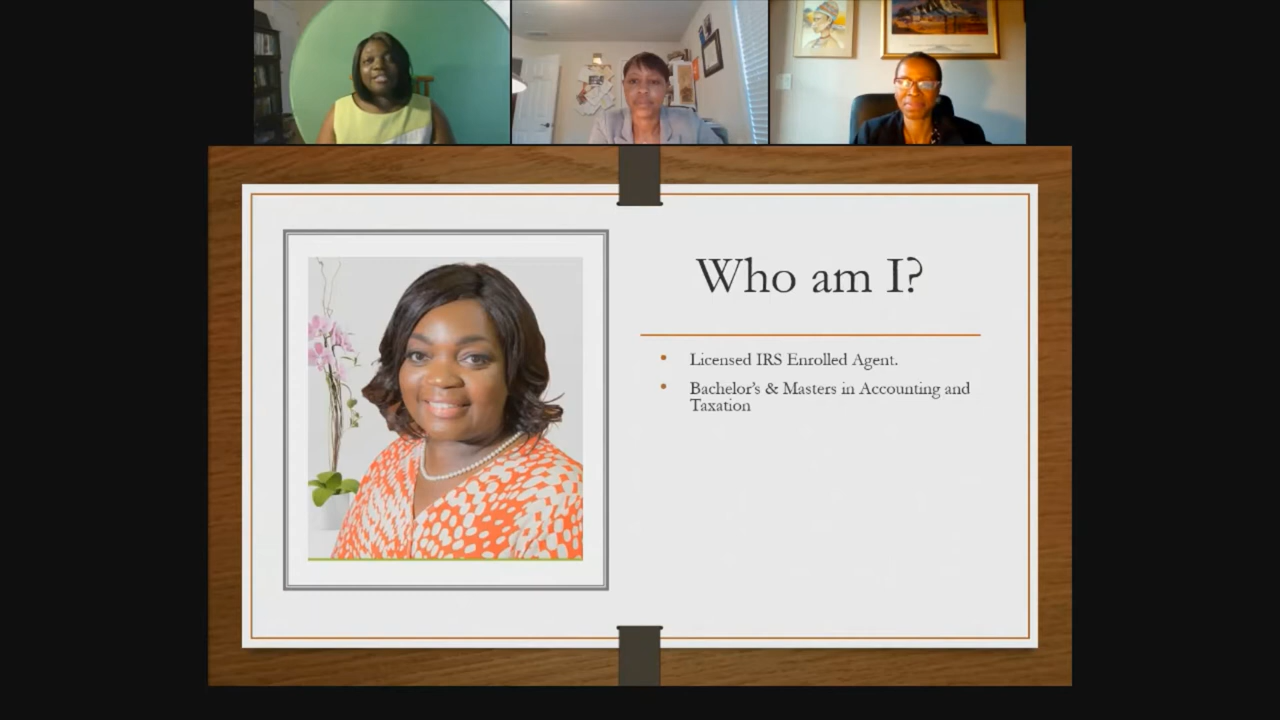 Who am I?
Licensed IRS Enrolled Agent.
Bachelor's & Masters in Accounting and
Taxation